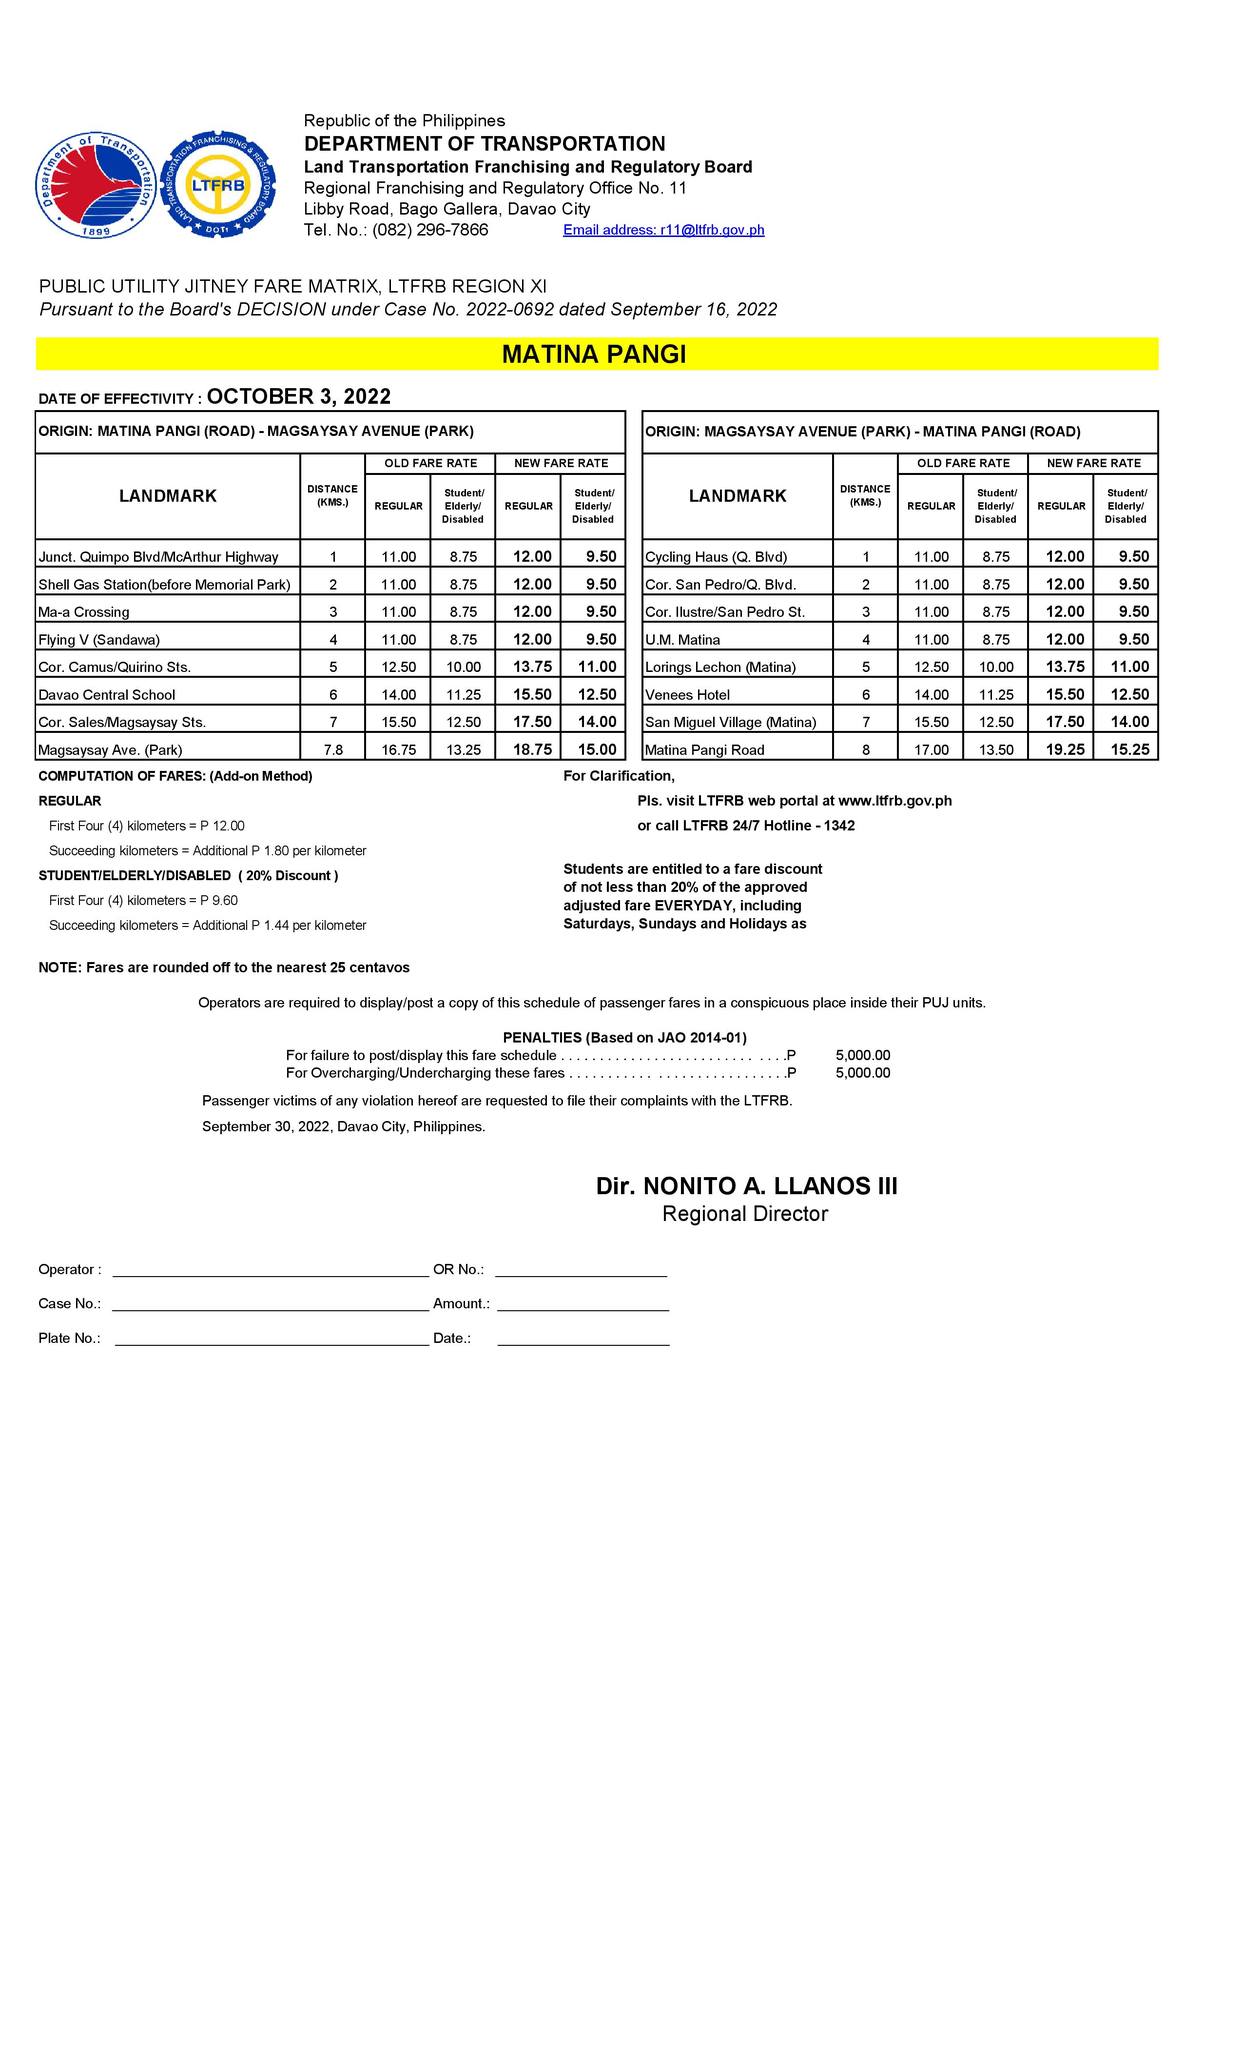 Republic of the Philippines
DEPARTMENT OF TRANSPORTATION
Land Transportation Franchising and Regulatory Board
Regional Franchising and Regulatory Office No. 11
Libby Road, Bago Gallera, Davao City
Tel. No.: (082) 296-7866 Email address: r11@ltfrb.gov.ph
Department of Transportation
1899
LAND TRANSPORTATION FRANCHISING & REGULATORY BOARD
LTFRB
DOTr
PUBLIC UTILITY JITNEY FARE MATRIX, LTFRB REGION XI
Pursuant to the Board's DECISION under Case No. 2022-0692 dated September 16, 2022
MATINA PANGI
DATE OF EFFECTIVITY : OCTOBER 3, 2022
ORIGIN: MATINA PANGI (ROAD) - MAGSAYSAY AVENUE (PARK)
LANDMARK DISTANCE (KMS.) OLD FARE RATE NEW FARE RATE
REGULAR Student/ Elderly/ Disabled REGULAR Student/ Elderly/ Disabled
Junct. Quimpo Blvd/McArthur Highway 1 11.00 8.75 12.00 9.50
Shell Gas Station(before Memorial Park) 2 11.00 8.75 12.00 9.50
Ma-a Crossing 3 11.00 8.75 12.00 9.50
Flying V (Sandawa) 4 11.00 8.75 12.00 9.50
Cor. Camus/Quirino Sts. 5 12.50 10.00 13.75 11.00
Davao Central School 6 14.00 11.25 15.50 12.50
Cor. Sales/Magsaysay Sts. 7 15.50 12.50 17.50 14.00
Magsaysay Ave. (Park) 7.8 16.75 13.25 18.75 15.00
ORIGIN: MAGSAYSAY AVENUE (PARK) - MATINA PANGI (ROAD)
LANDMARK DISTANCE (KMS.) OLD FARE RATE NEW FARE RATE
REGULAR Student/ Elderly/ Disabled REGULAR Student/ Elderly/ Disabled
Cycling Haus (Q. Blvd) 1 11.00 8.75 12.00 9.50
Cor. San Pedro/Q. Blvd. 2 11.00 8.75 12.00 9.50
Cor. Ilustre/San Pedro St. 3 11.00 8.75 12.00 9.50
U.M. Matina 4 11.00 8.75 12.00 9.50
Lorings Lechon (Matina) 5 12.50 10.00 13.75 11.00
Venees Hotel 6 14.00 11.25 15.50 12.50
San Miguel Village (Matina) 7 15.50 12.50 17.50 14.00
Matina Pangi Road 8 17.00 13.50 19.25 15.25
COMPUTATION OF FARES: (Add-on Method)
REGULAR
First Four (4) kilometers = P 12.00
Succeeding kilometers = Additional P 1.80 per kilometer
STUDENT/ELDERLY/DISABLED ( 20% Discount )
First Four (4) kilometers = P 9.60
Succeeding kilometers = Additional P 1.44 per kilometer
For Clarification,
Pls. visit LTFRB web portal at www.ltfrb.gov.ph
or call LTFRB 24/7 Hotline - 1342
Students are entitled to a fare discount
of not less than 20% of the approved
adjusted fare EVERYDAY, including
Saturdays, Sundays and Holidays as
NOTE: Fares are rounded off to the nearest 25 centavos
Operators are required to display/post a copy of this schedule of passenger fares in a conspicuous place inside their PUJ units.
PENALTIES (Based on JAO 2014-01)
For failure to post/display this fare schedule . . . . . . . . . . . . . . . . . . . . . . . . . . . . .P 5,000.00
For Overcharging/Undercharging these fares . . . . . . . . . . . . . . . . . . . . . . . . . . . .P 5,000.00
Passenger victims of any violation hereof are requested to file their complaints with the LTFRB.
September 30, 2022, Davao City, Philippines.
Dir. NONITO A. LLANOS III
Regional Director
Operator : OR No.:
Case No.: Amount.:
Plate No.: Date.: